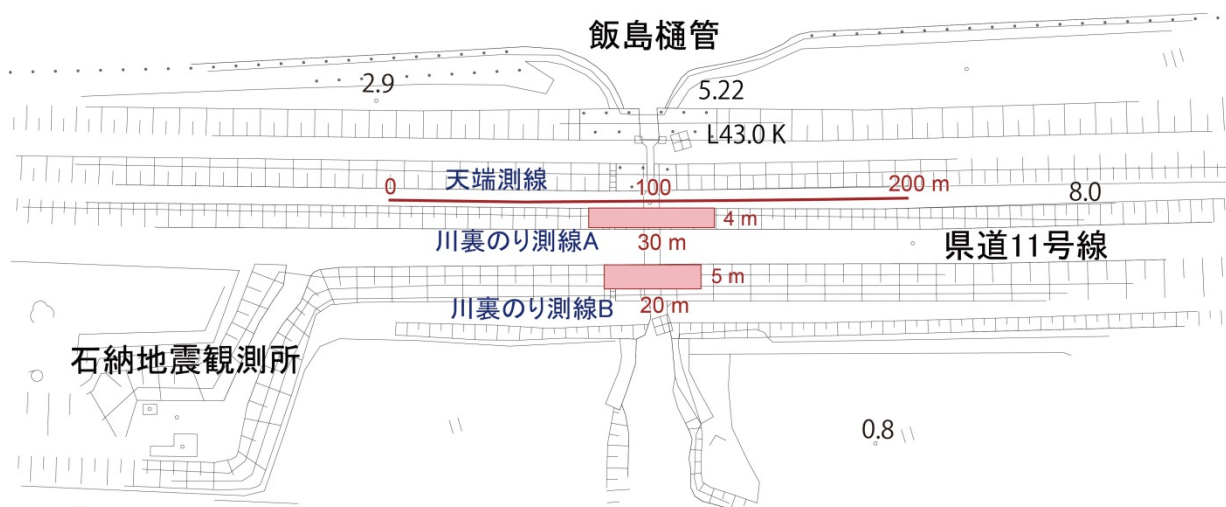 飯島樋管
2.9
5.22
L43.0 K
天端測線
0
100
200 m
8.0
4 m
川裏のり測線A
30 m
県道11号線
5 m
川裏のり測線B
20 m
石納地震観測所
0.8